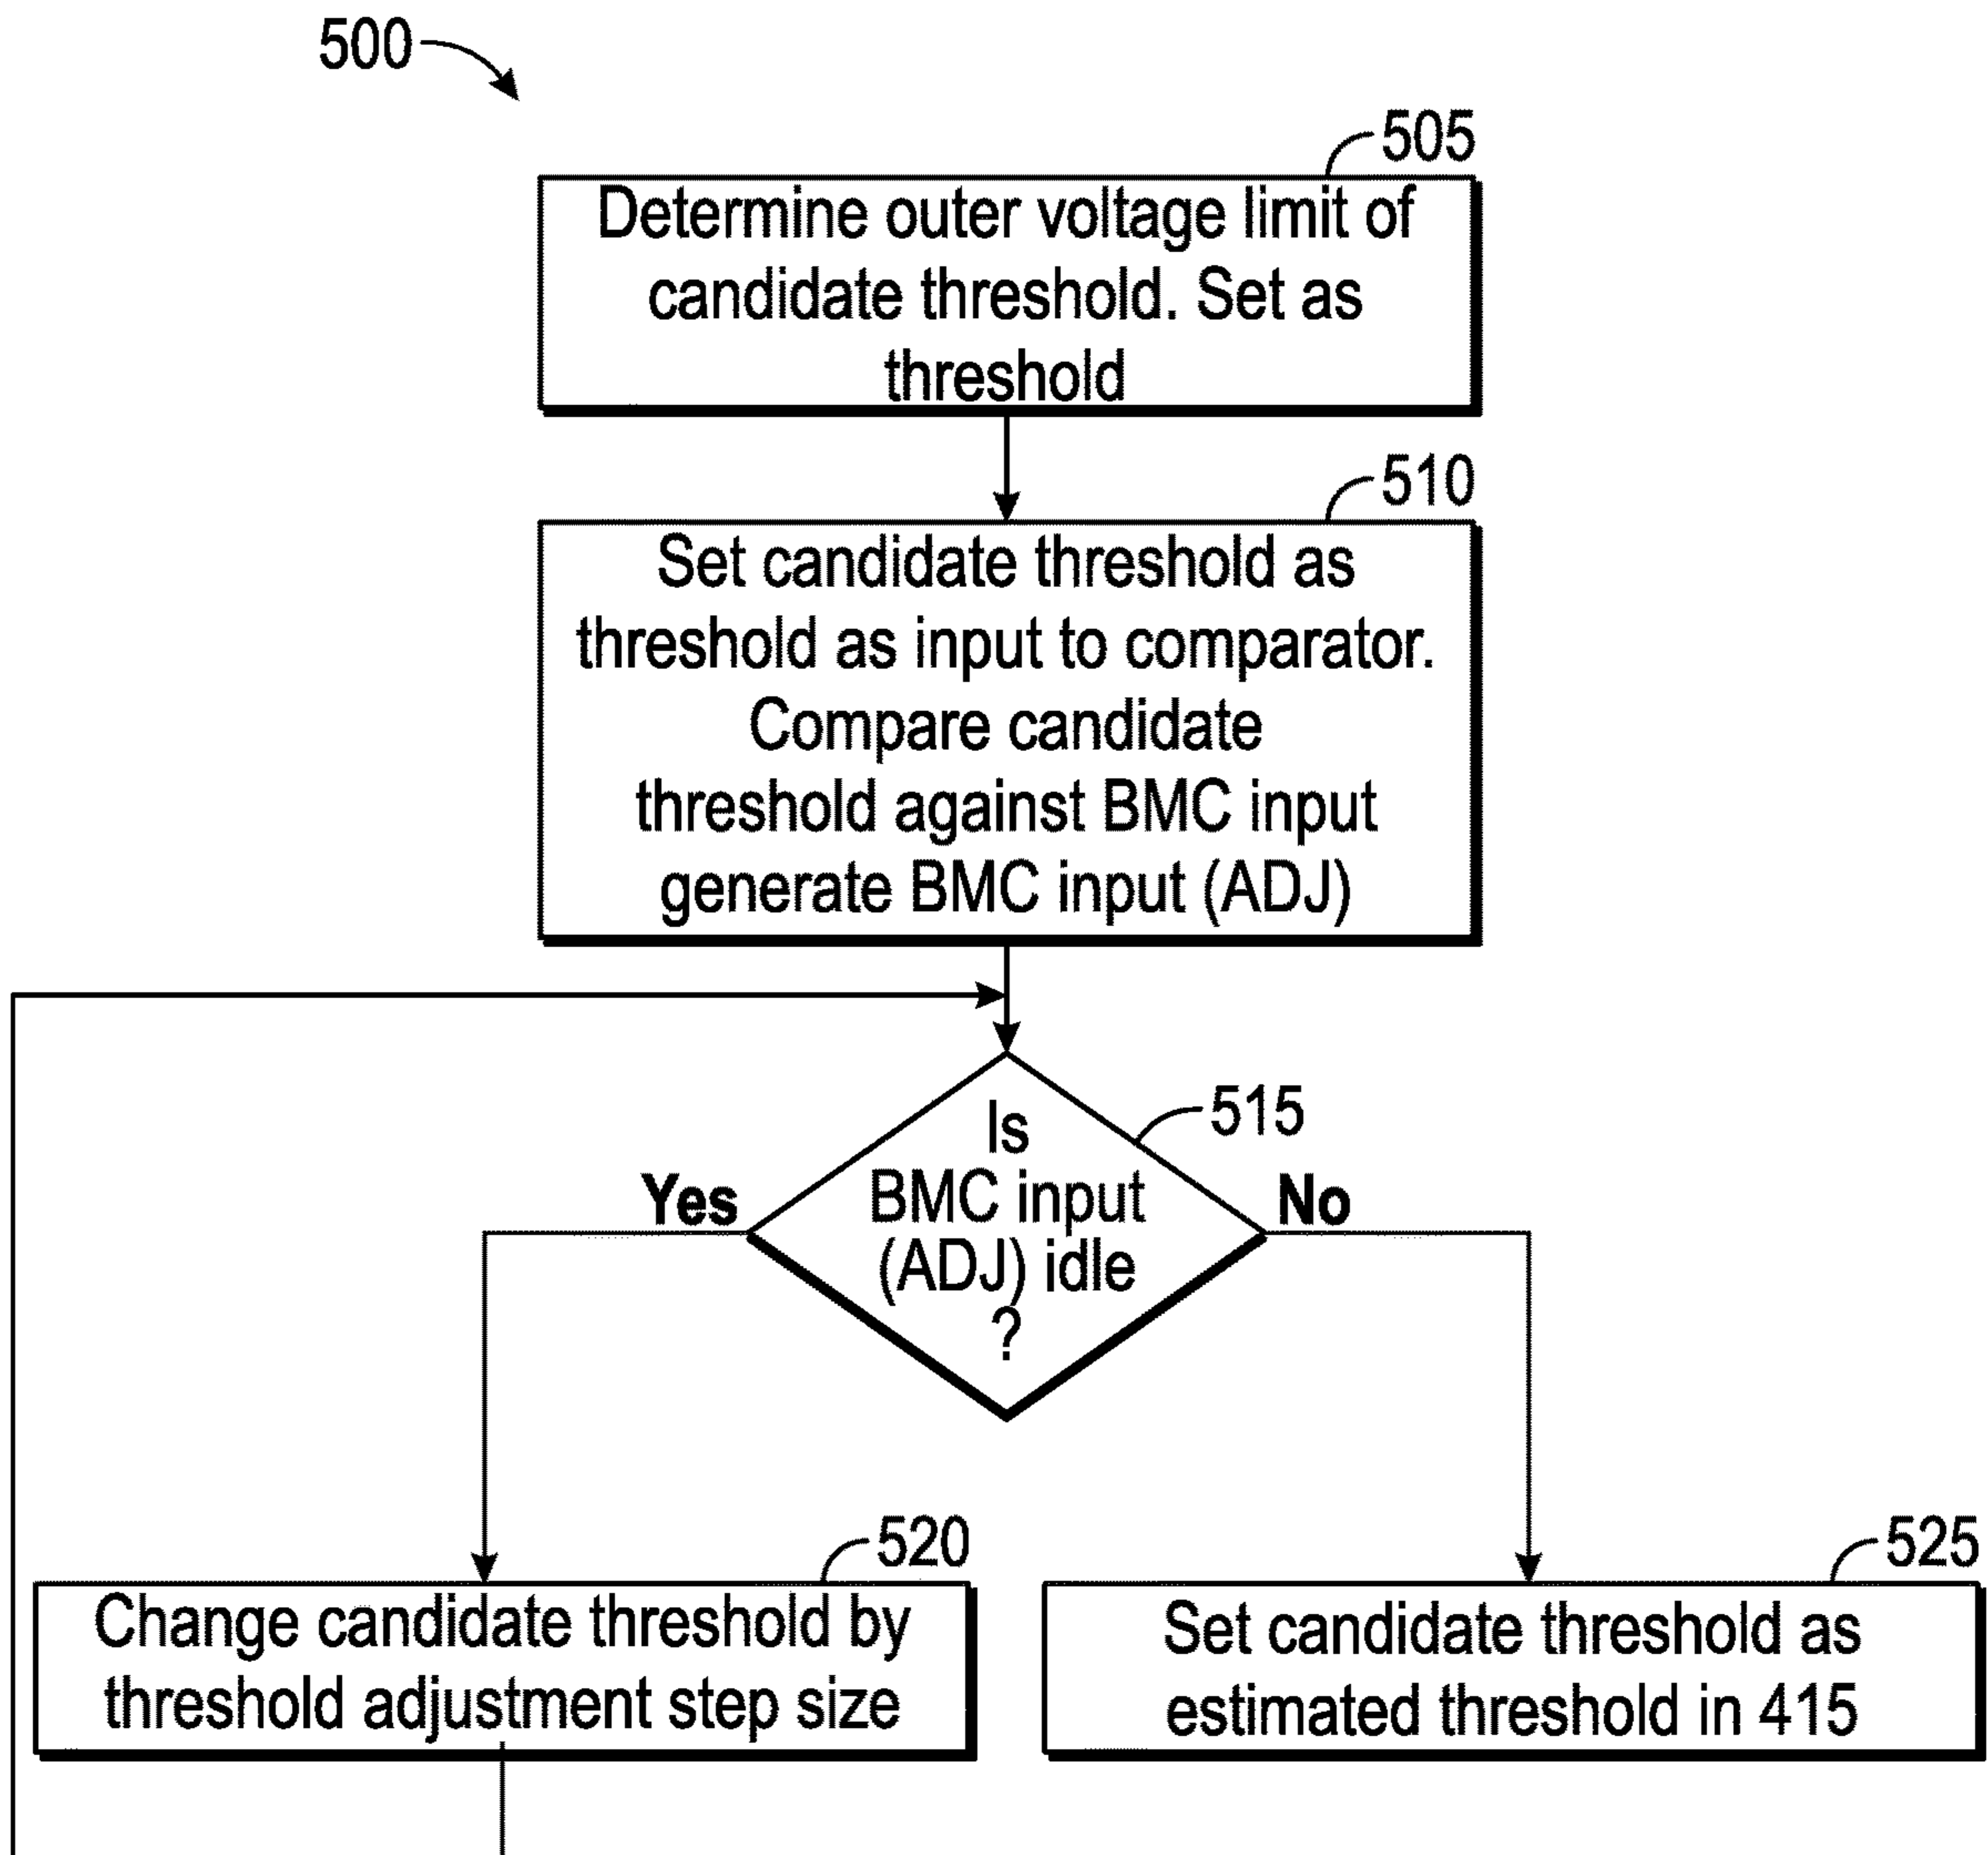 500
505
Determine outer voltage limit of
candidate threshold. Set as
threshold
510
Set candidate threshold as
threshold as input to comparator.
Compare candidate
threshold against BMC input
generate BMC input (ADJ)
515
Is
BMC input
(ADJ) idle
?
Yes
No
520
Change candidate threshold by
threshold adjustment step size
525
Set candidate threshold as
estimated threshold in 415